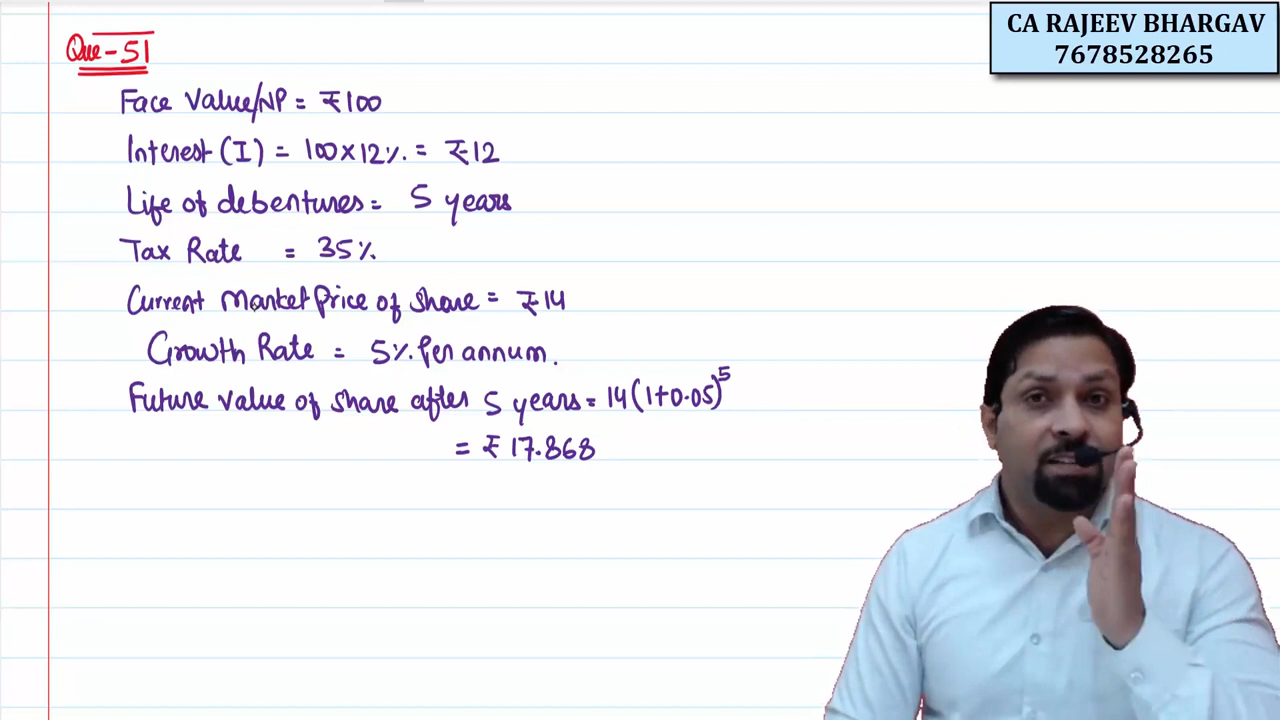 CA RAJEEV BHARGAV
7678528265
Que-51
Face Value/NP = ₹100
Interest (I) = 100×12% = ₹12
Life of debentures = 5 years
Tax Rate = 35%
Current Market Price of share = ₹14
Growth Rate = 5% Per annum.
Future value of share after 5 years = 14(1+0.05)⁵
= ₹17.868